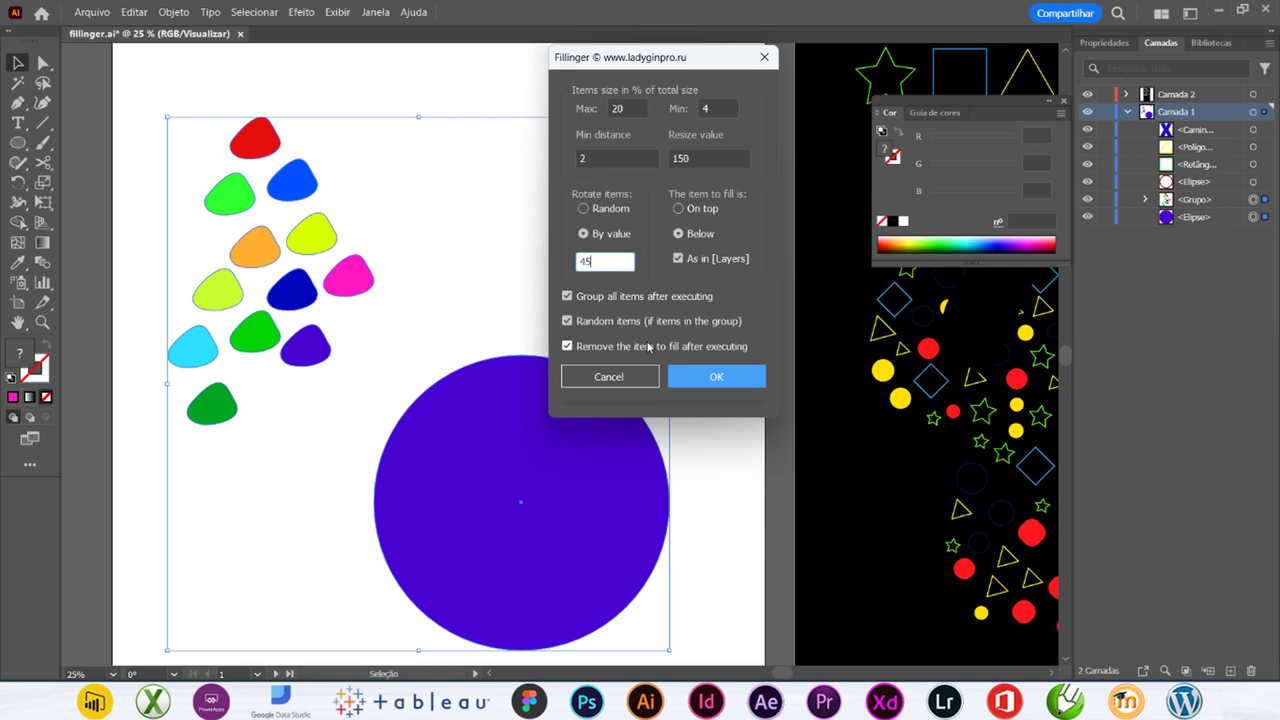 Ai Arquivo Editar Objeto Tipo Selecionar Efeito Exibir Janela Ajuda Compartilhar
fillinger.ai* @ 25 % (RGB/Visualizar) ×
Fillinger © www.ladyginpro.ru
Items size in % of total size
Max: 20 Min: 4
Min distance Resize value
2 150
Rotate items: The item to fill is:
Random On top
By value Below
45 As in [Layers]
Group all items after executing
Random items (if items in the group)
Remove the item to fill after executing
Cancel OK
Cor Guia de cores
R
G
B
?
nº
Propriedades Camadas Bibliotecas
Pesquisar tudo
Camada 2
Camada 1
<Camin...
<Polígo...
<Retâng...
<Elipse>
<Grupo>
<Elipse>
2 Camadas
T
?
25% 0° 1 Seleção
PowerApps
Google Data Studio
+ableau
Ps Ai Id Ae Pr Xd Lr